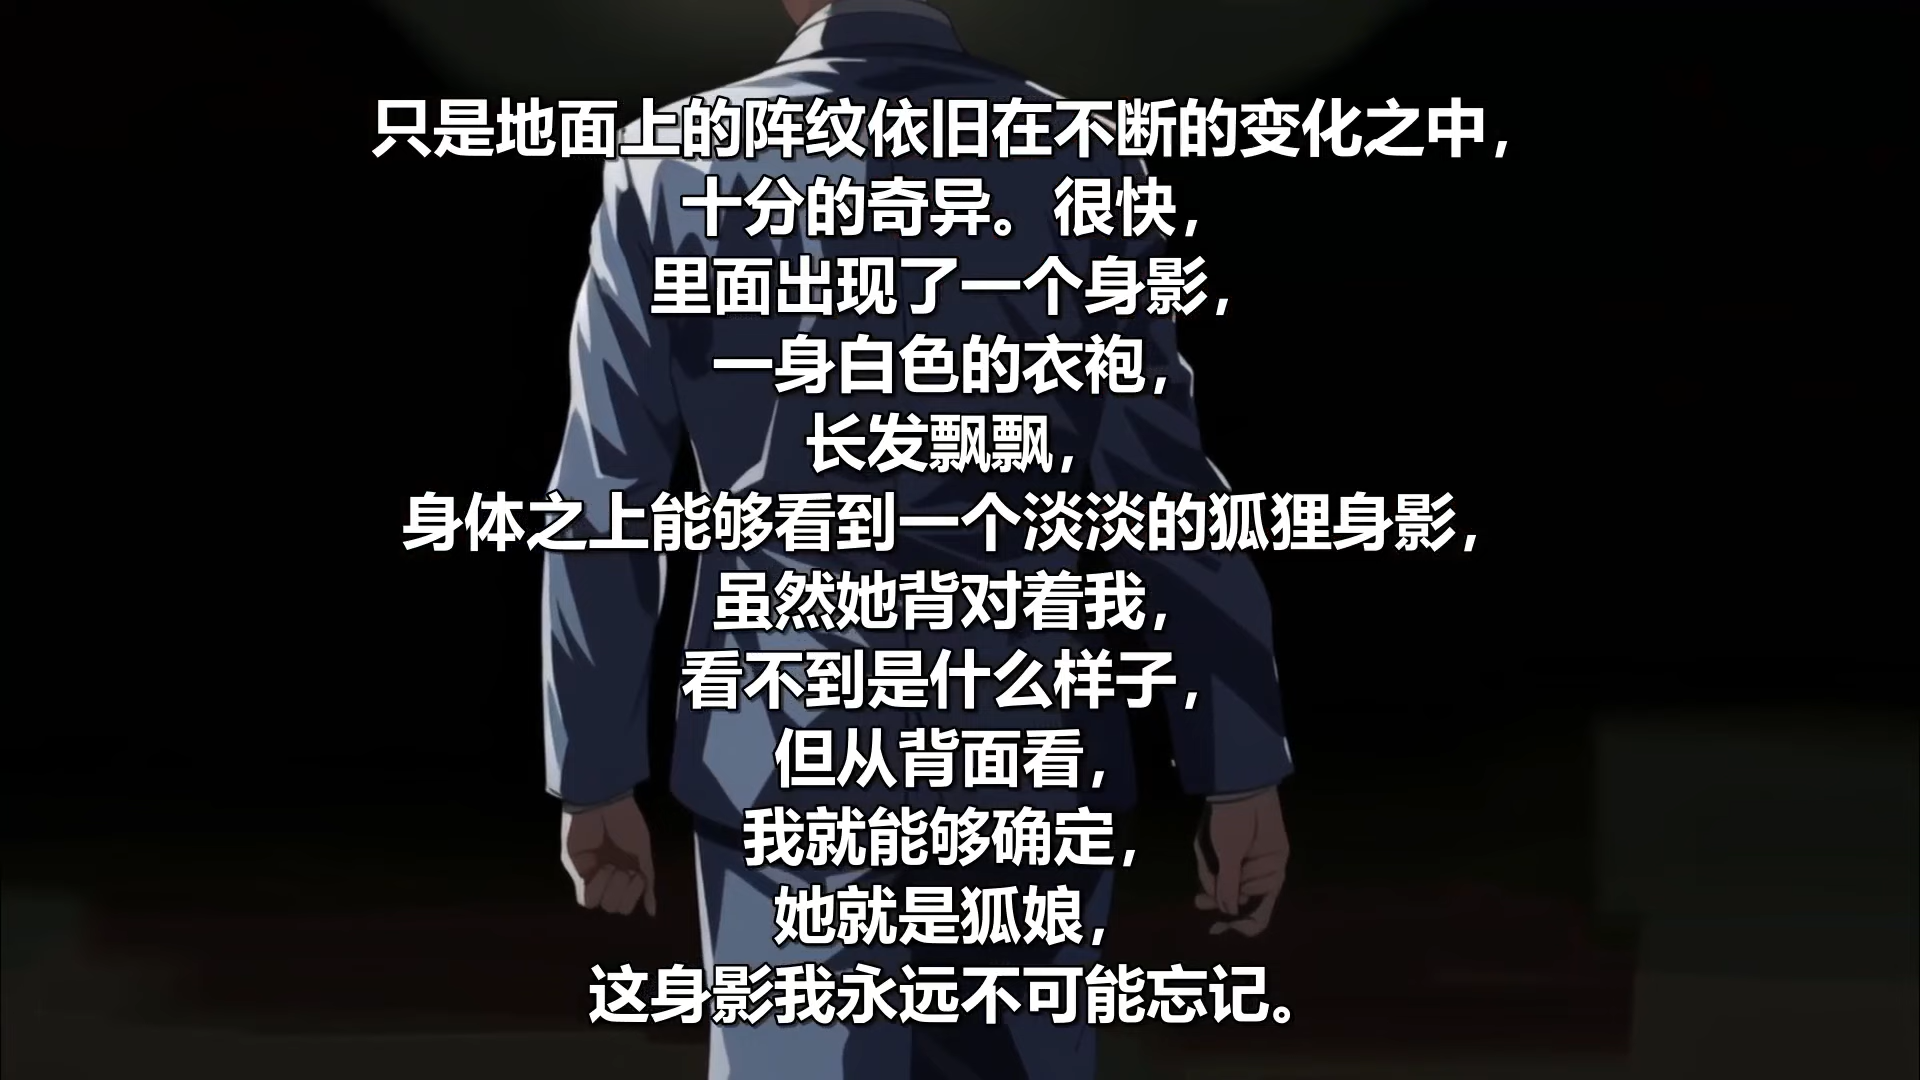 只是地面上的阵纹依旧在不断的变化之中，
十分的奇异。很快，
里面出现了一个身影，
一身白色的衣袍，
长发飘飘，
身体之上能够看到一个淡淡的狐狸身影，
虽然她背对着我，
看不到是什么样子，
但从背面看，
我就能够确定，
她就是狐娘，
这身影我永远不可能忘记。